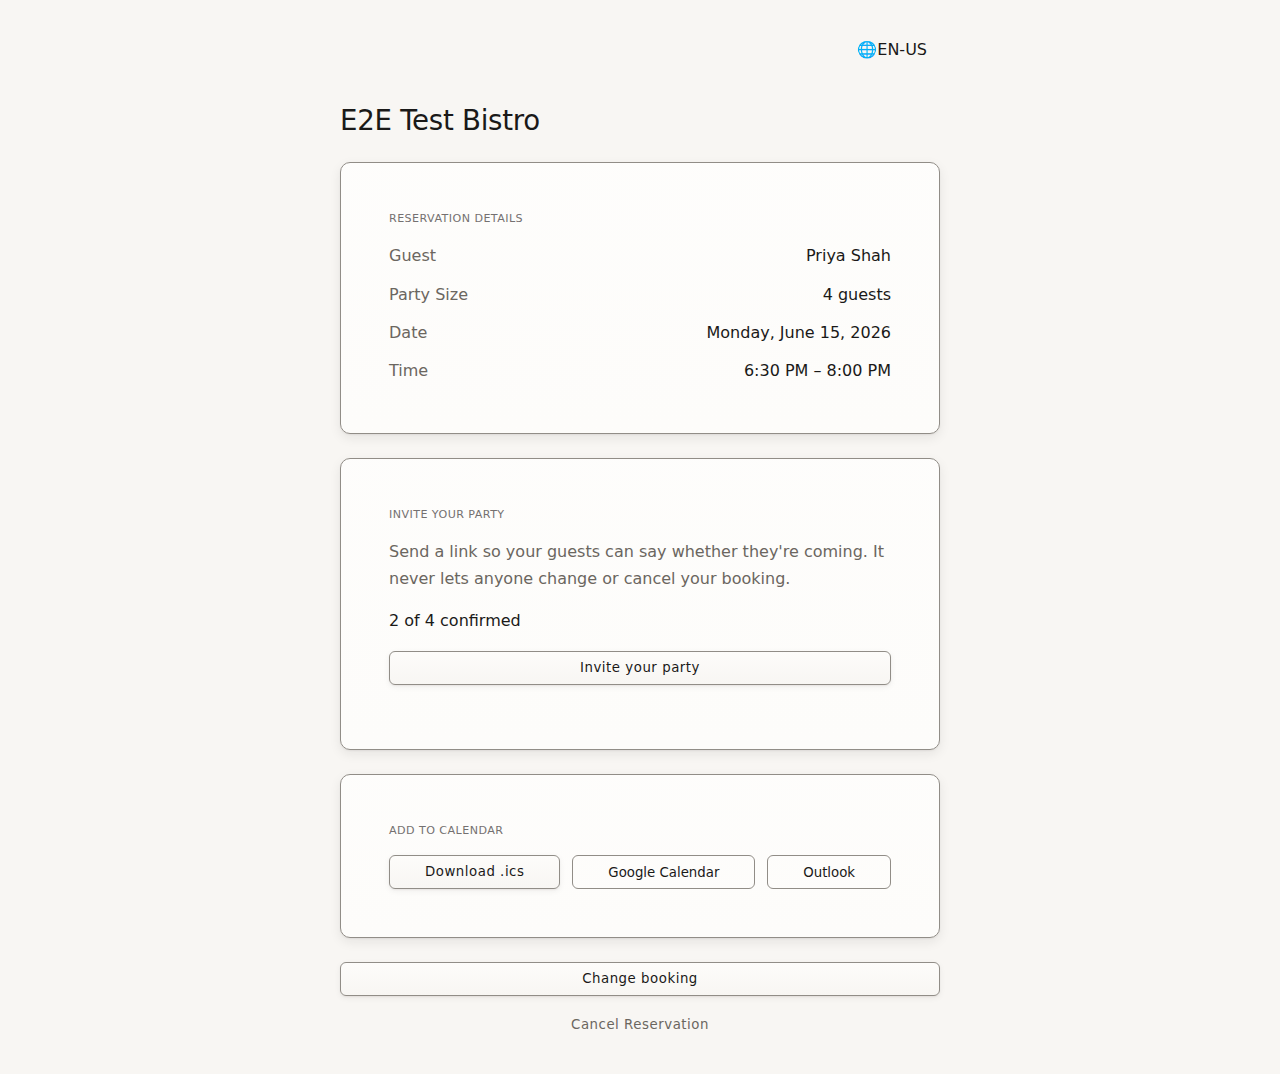 🌐EN-US
E2E Test Bistro
RESERVATION DETAILS
Guest Priya Shah
Party Size 4 guests
Date Monday, June 15, 2026
Time 6:30 PM – 8:00 PM
INVITE YOUR PARTY
Send a link so your guests can say whether they're coming. It
never lets anyone change or cancel your booking.
2 of 4 confirmed
Invite your party
ADD TO CALENDAR
Download .ics Google Calendar Outlook
Change booking
Cancel Reservation